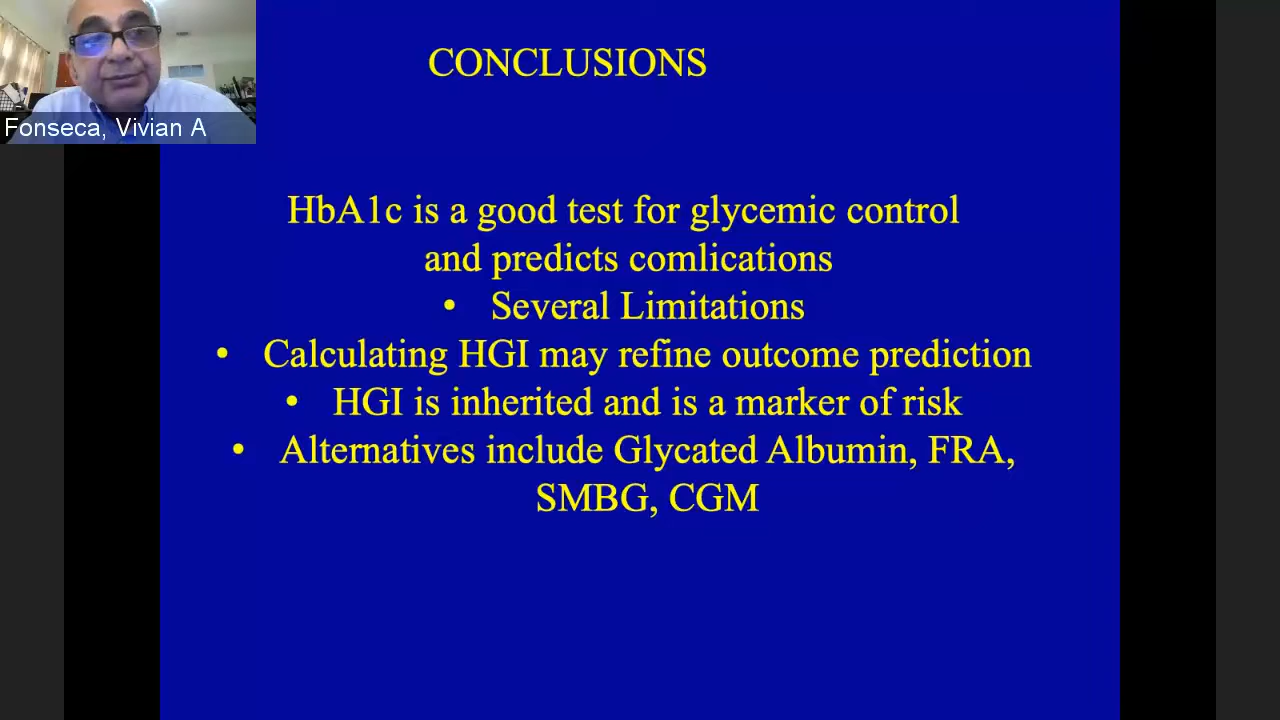 Fonseca, Vivian A
CONCLUSIONS
HbA1c is a good test for glycemic control
and predicts comlications
• Several Limitations
• Calculating HGI may refine outcome prediction
• HGI is inherited and is a marker of risk
• Alternatives include Glycated Albumin, FRA,
SMBG, CGM